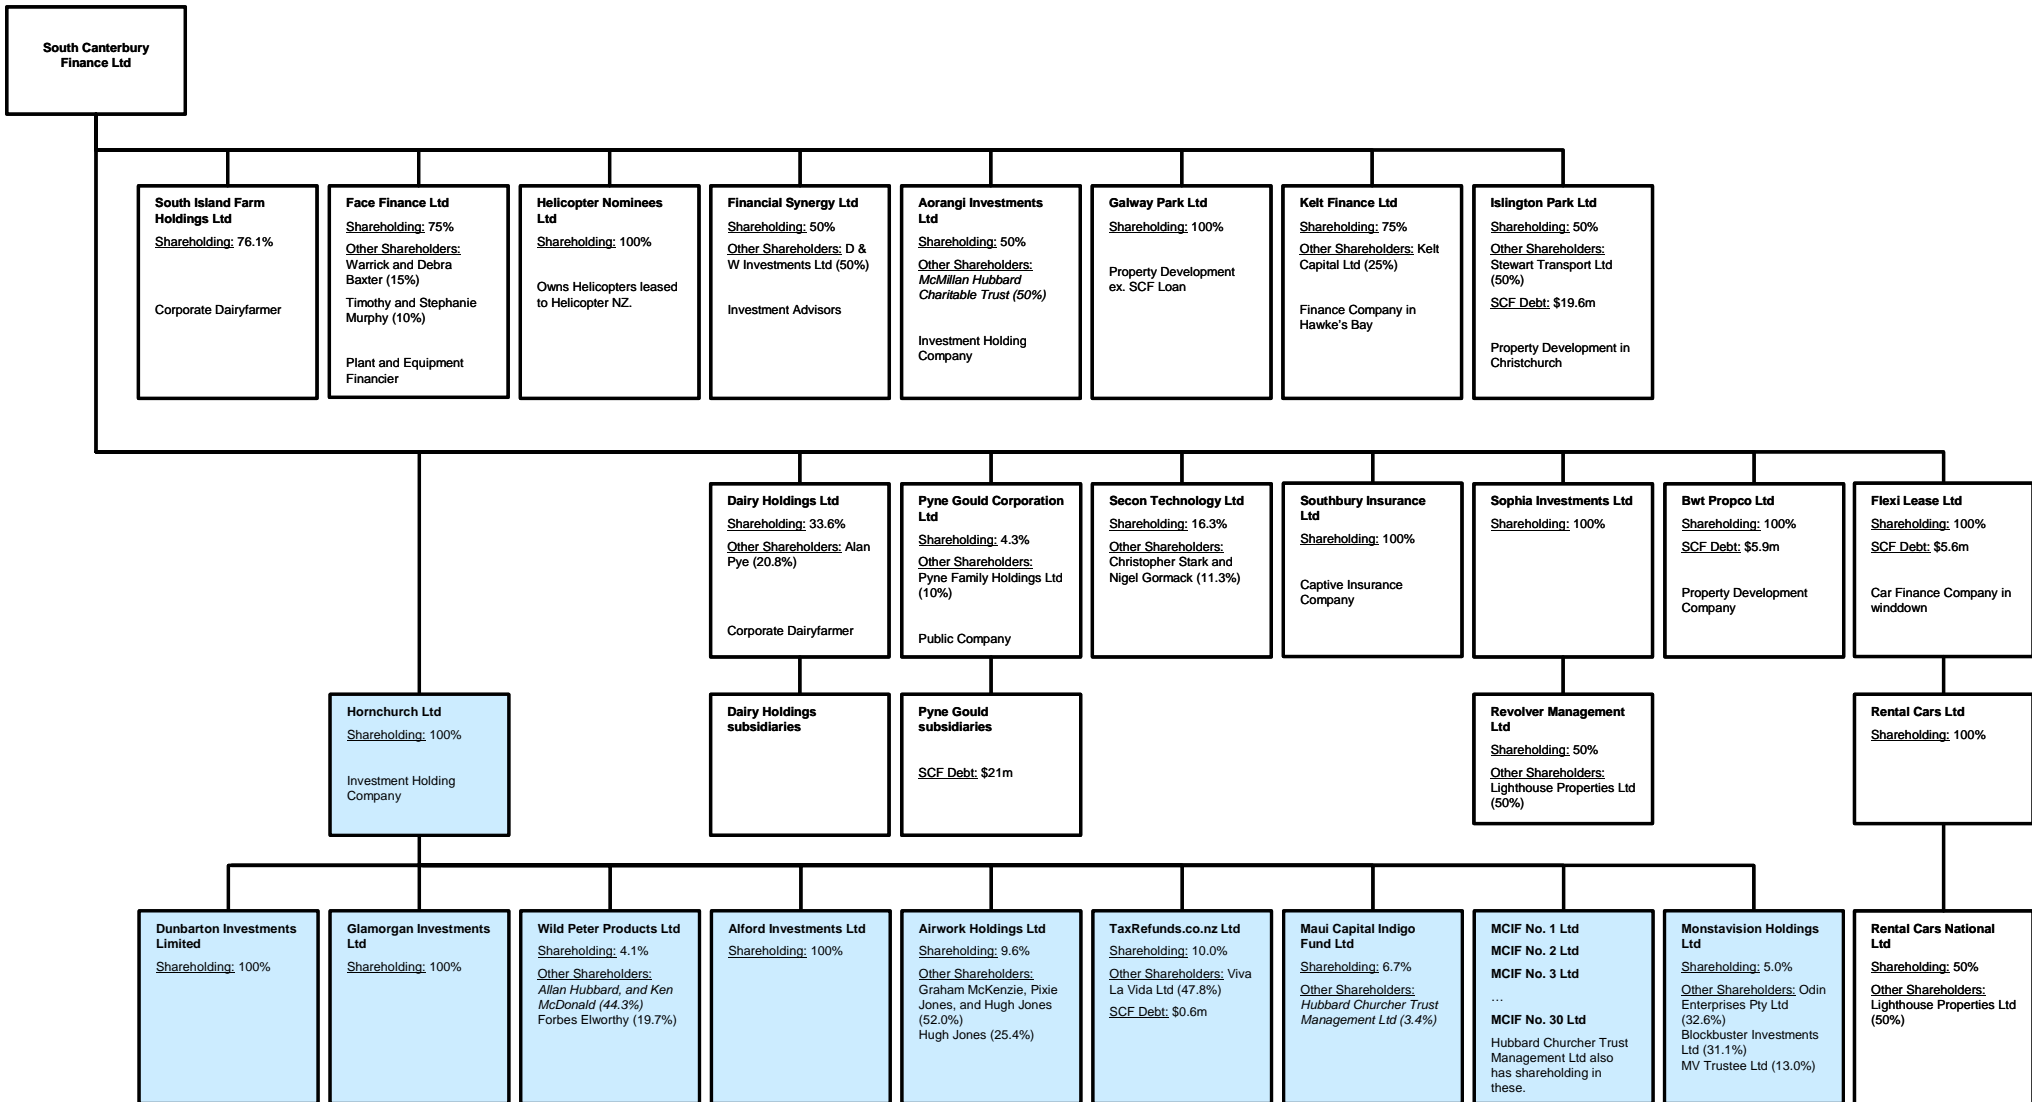 South Canterbury
Finance Ltd
South Island Farm
Holdings Ltd
Shareholding: 76.1%
Corporate Dairyfarmer
Face Finance Ltd
Shareholding: 75%
Other Shareholders:
Warrick and Debra
Baxter (15%)
Timothy and Stephanie
Murphy (10%)
Plant and Equipment
Financier
Helicopter Nominees
Ltd
Shareholding: 100%
Owns Helicopters leased
to Helicopter NZ.
Financial Synergy Ltd
Shareholding: 50%
Other Shareholders: D &
W Investments Ltd (50%)
Investment Advisors
Aorangi Investments
Ltd
Shareholding: 50%
Other Shareholders:
McMillan Hubbard
Charitable Trust (50%)
Investment Holding
Company
Galway Park Ltd
Shareholding: 100%
Property Development
ex. SCF Loan
Kelt Finance Ltd
Shareholding: 75%
Other Shareholders: Kelt
Capital Ltd (25%)
Finance Company in
Hawke's Bay
Islington Park Ltd
Shareholding: 50%
Other Shareholders:
Stewart Transport Ltd
(50%)
SCF Debt: $19.6m
Property Development in
Christchurch
Dairy Holdings Ltd
Shareholding: 33.6%
Other Shareholders: Alan
Pye (20.8%)
Corporate Dairyfarmer
Pyne Gould Corporation
Ltd
Shareholding: 4.3%
Other Shareholders:
Pyne Family Holdings Ltd
(10%)
Public Company
Secon Technology Ltd
Shareholding: 16.3%
Other Shareholders:
Christopher Stark and
Nigel Gormack (11.3%)
Southbury Insurance
Ltd
Shareholding: 100%
Captive Insurance
Company
Sophia Investments Ltd
Shareholding: 100%
Bwt Propco Ltd
Shareholding: 100%
SCF Debt: $5.9m
Property Development
Company
Flexi Lease Ltd
Shareholding: 100%
SCF Debt: $5.6m
Car Finance Company in
winddown
Hornchurch Ltd
Shareholding: 100%
Investment Holding
Company
Dairy Holdings
subsidiaries
Pyne Gould
subsidiaries
SCF Debt: $21m
Revolver Management
Ltd
Shareholding: 50%
Other Shareholders:
Lighthouse Properties Ltd
(50%)
Rental Cars Ltd
Shareholding: 100%
Dunbarton Investments
Limited
Shareholding: 100%
Glamorgan Investments
Ltd
Shareholding: 100%
Wild Peter Products Ltd
Shareholding: 4.1%
Other Shareholders:
Allan Hubbard, and Ken
McDonald (44.3%)
Forbes Elworthy (19.7%)
Alford Investments Ltd
Shareholding: 100%
Airwork Holdings Ltd
Shareholding: 9.6%
Other Shareholders:
Graham McKenzie, Pixie
Jones, and Hugh Jones
(52.0%)
Hugh Jones (25.4%)
TaxRefunds.co.nz Ltd
Shareholding: 10.0%
Other Shareholders: Viva
La Vida Ltd (47.8%)
SCF Debt: $0.6m
Maui Capital Indigo
Fund Ltd
Shareholding: 6.7%
Other Shareholders:
Hubbard Churcher Trust
Management Ltd (3.4%)
MCIF No. 1 Ltd
MCIF No. 2 Ltd
MCIF No. 3 Ltd
…
MCIF No. 30 Ltd
Hubbard Churcher Trust
Management Ltd also
has shareholding in
these.
Monstavision Holdings
Ltd
Shareholding: 5.0%
Other Shareholders: Odin
Enterprises Pty Ltd
(32.6%)
Blockbuster Investments
Ltd (31.1%)
MV Trustee Ltd (13.0%)
Rental Cars National
Ltd
Shareholding: 50%
Other Shareholders:
Lighthouse Properties Ltd
(50%)